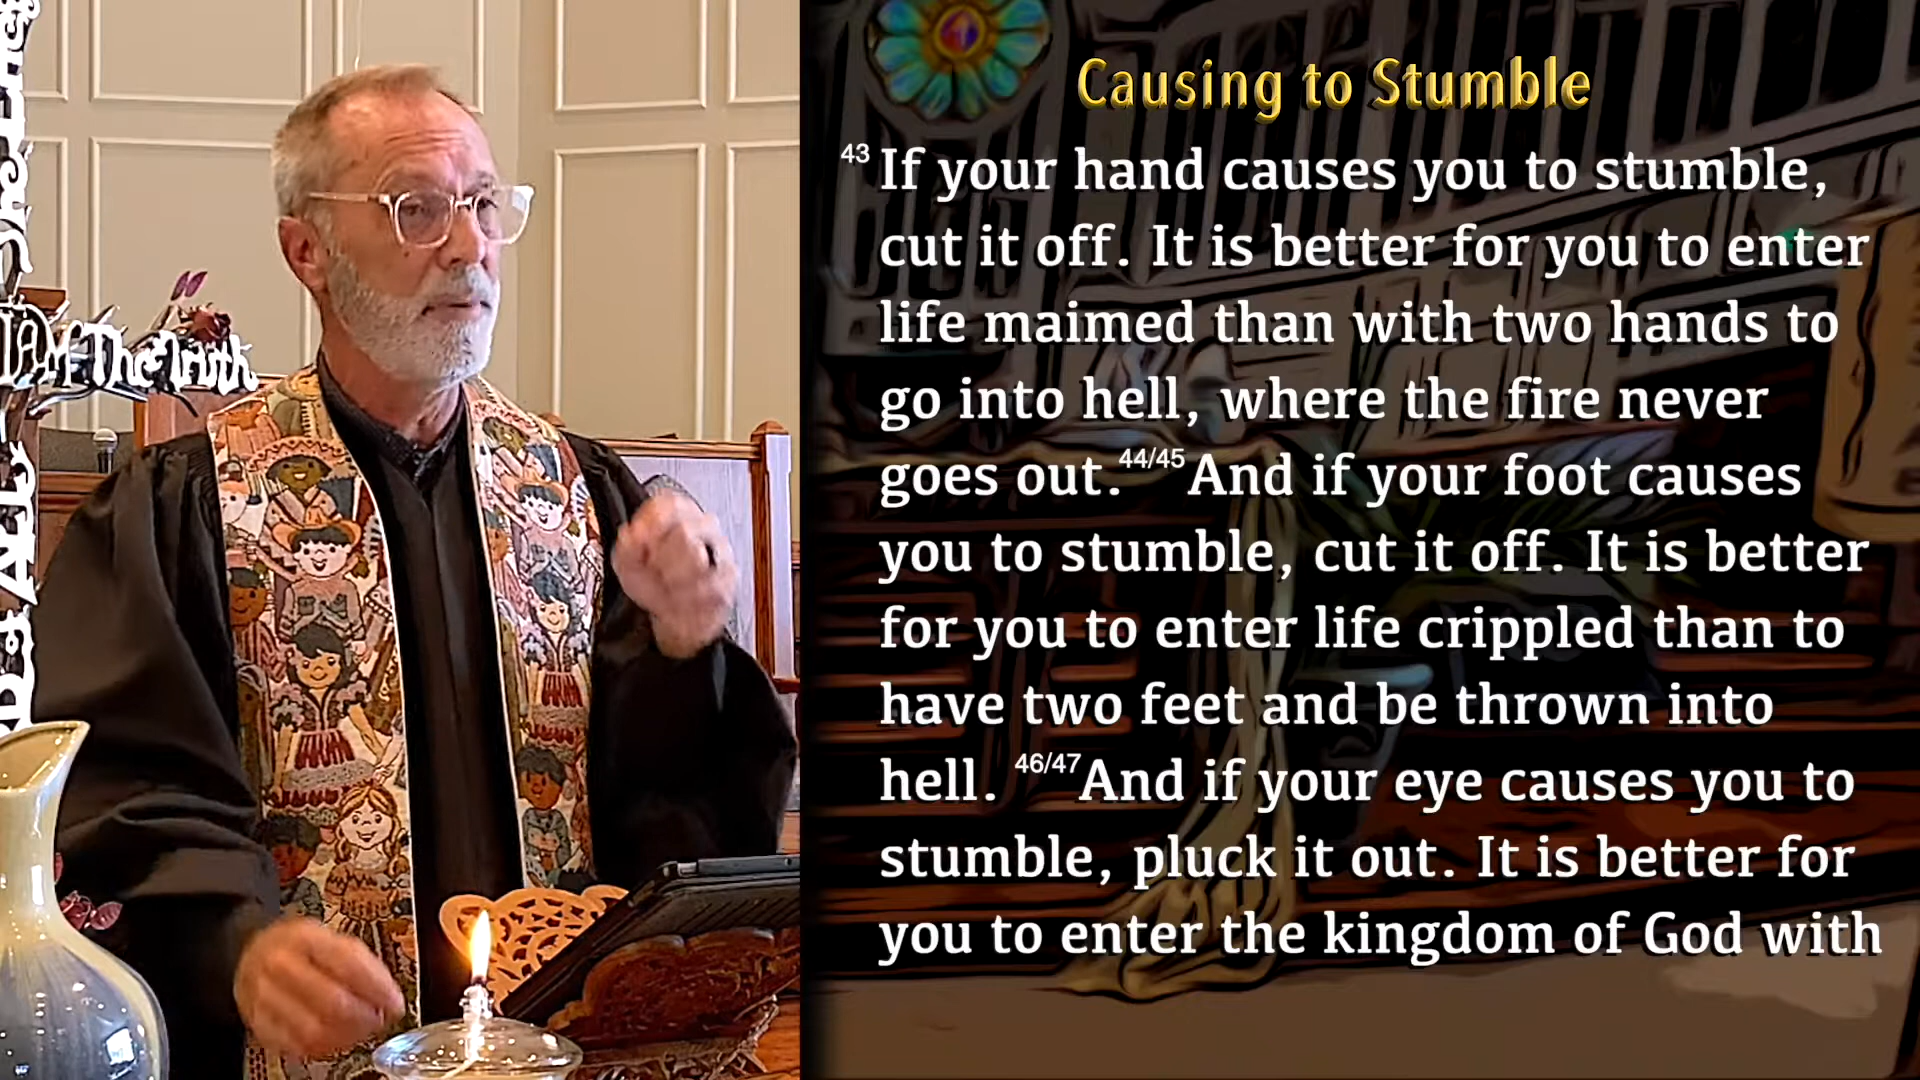 I AM The Truth
Causing to Stumble
43 If your hand causes you to stumble,
cut it off. It is better for you to enter
life maimed than with two hands to
go into hell, where the fire never
goes out. 44/45 And if your foot causes
you to stumble, cut it off. It is better
for you to enter life crippled than to
have two feet and be thrown into
hell. 46/47 And if your eye causes you to
stumble, pluck it out. It is better for
you to enter the kingdom of God with